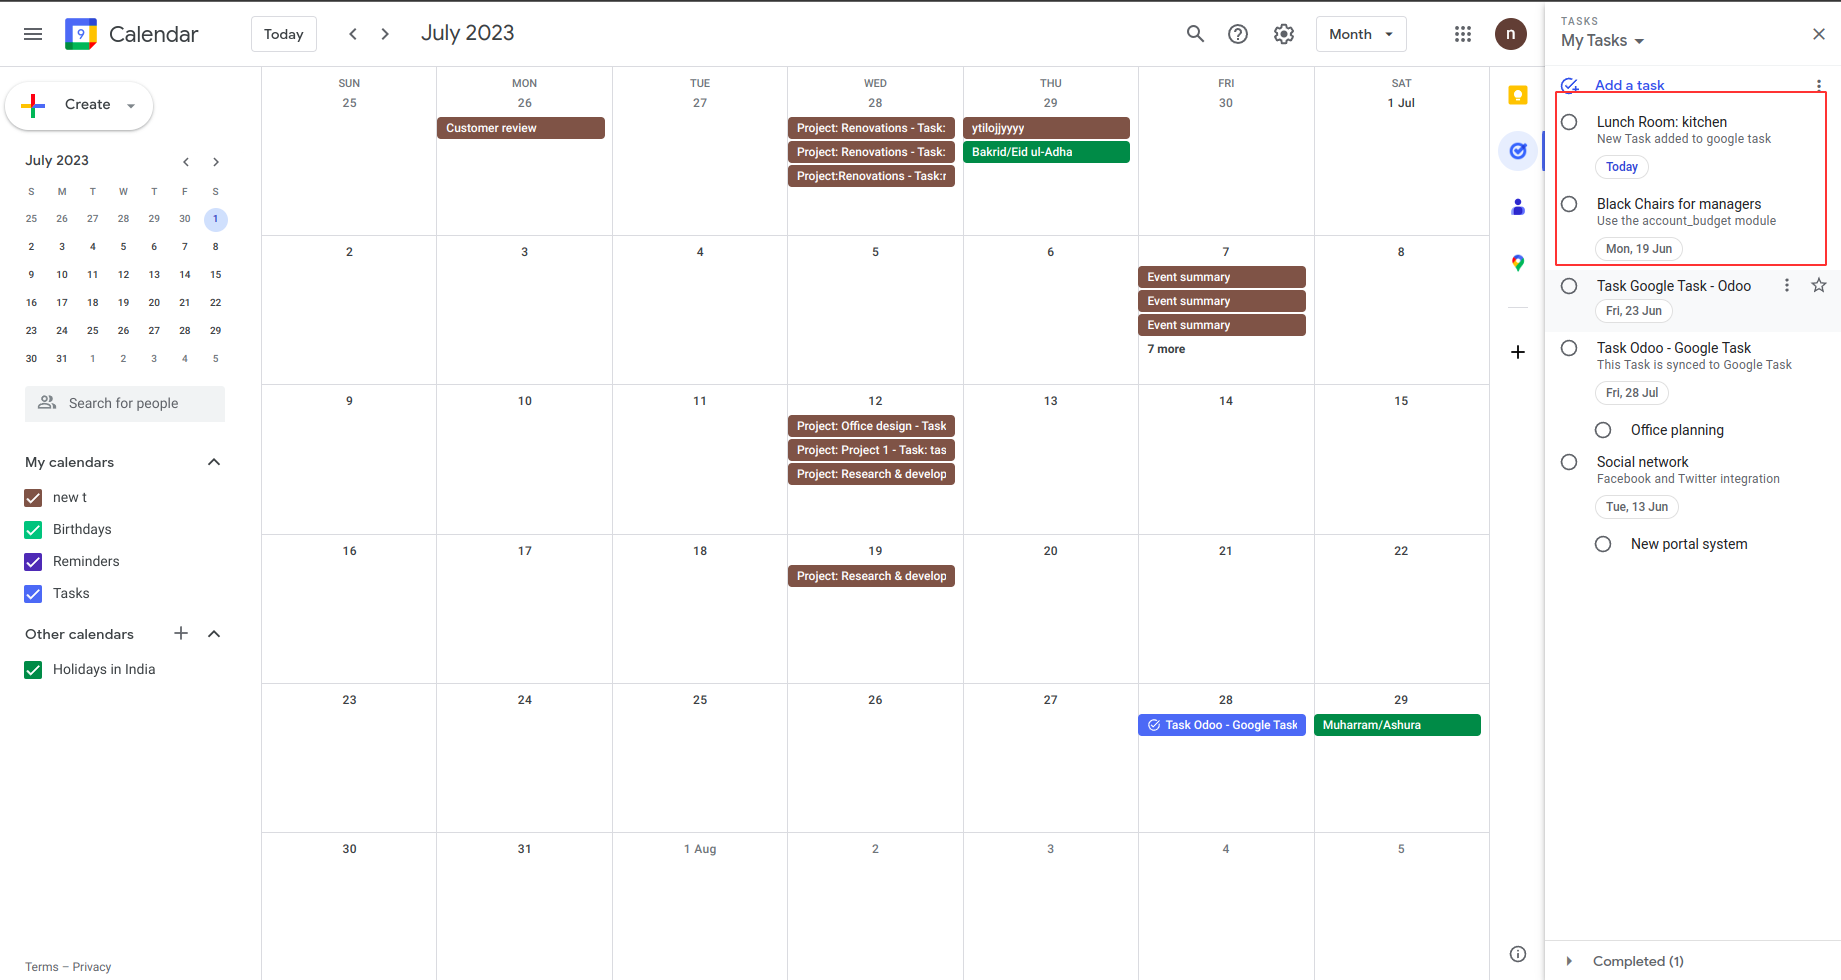 9
Calendar
Today
July 2023
Month
n
TASKS
My Tasks
Create
July 2023
S M T W T F S
25 26 27 28 29 30 1
2 3 4 5 6 7 8
9 10 11 12 13 14 15
16 17 18 19 20 21 22
23 24 25 26 27 28 29
30 31 1 2 3 4 5
Search for people
My calendars
new t
Birthdays
Reminders
Tasks
Other calendars
Holidays in India
Terms – Privacy
SUN MON TUE WED THU FRI SAT
25 26 27 28 29 30 1 Jul
Customer review
Project: Renovations - Task:
Project: Renovations - Task:
Project:Renovations - Task:r
ytilojjyyyy
Bakrid/Eid ul-Adha
2 3 4 5 6 7 8
Event summary
Event summary
Event summary
7 more
9 10 11 12 13 14 15
Project: Office design - Task
Project: Project 1 - Task: tas
Project: Research & develop
16 17 18 19 20 21 22
Project: Research & develop
23 24 25 26 27 28 29
Task Odoo - Google Task
Muharram/Ashura
30 31 1 Aug 2 3 4 5
Add a task
Lunch Room: kitchen
New Task added to google task
Today
Black Chairs for managers
Use the account_budget module
Mon, 19 Jun
Task Google Task - Odoo
Fri, 23 Jun
Task Odoo - Google Task
This Task is synced to Google Task
Fri, 28 Jul
Office planning
Social network
Facebook and Twitter integration
Tue, 13 Jun
New portal system
Completed (1)